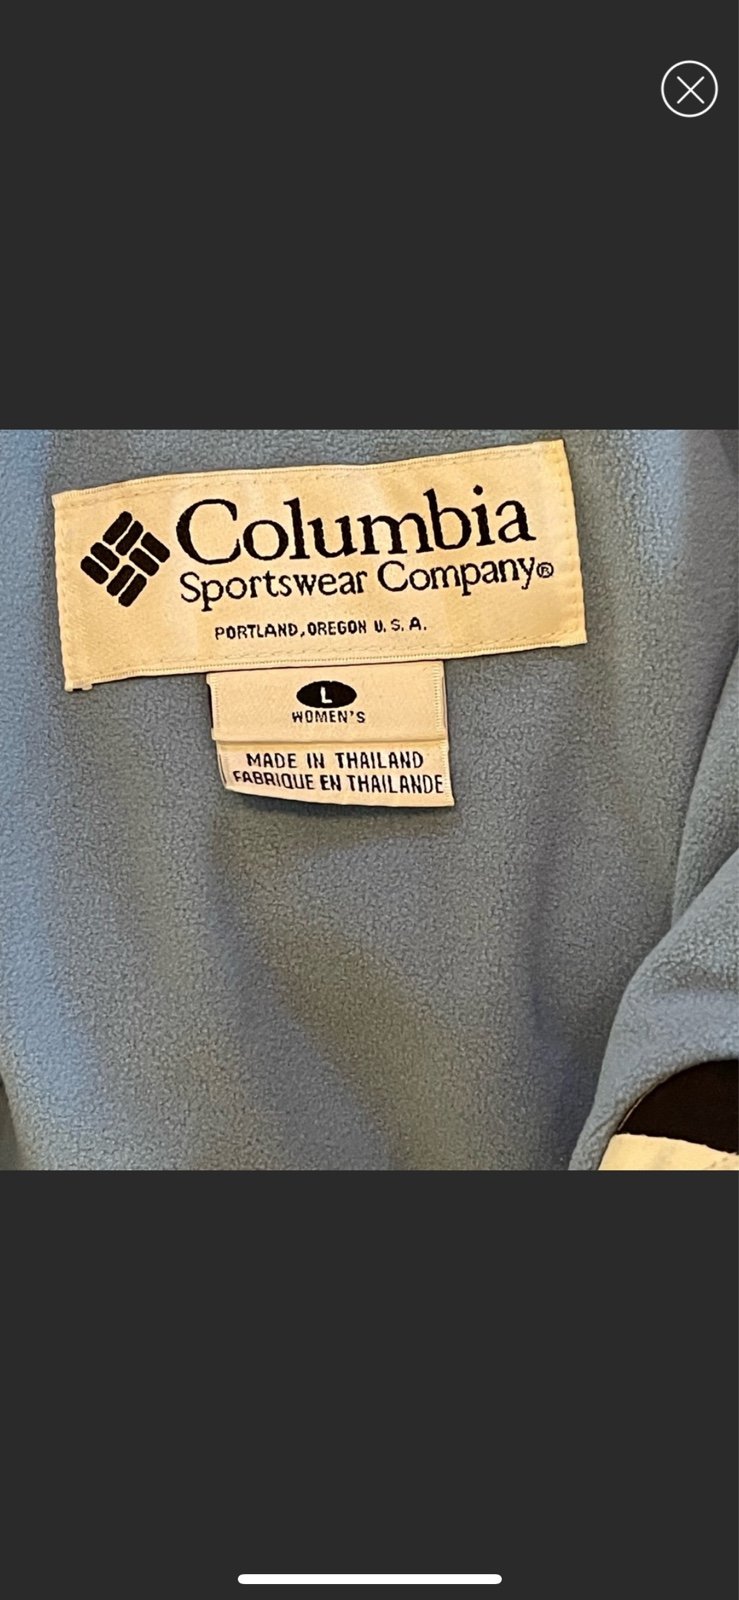 Columbia
Sportswear Company®
PORTLAND, OREGON U.S.A.
L
WOMEN'S
MADE IN THAILAND
FABRIQUE EN THAILANDE